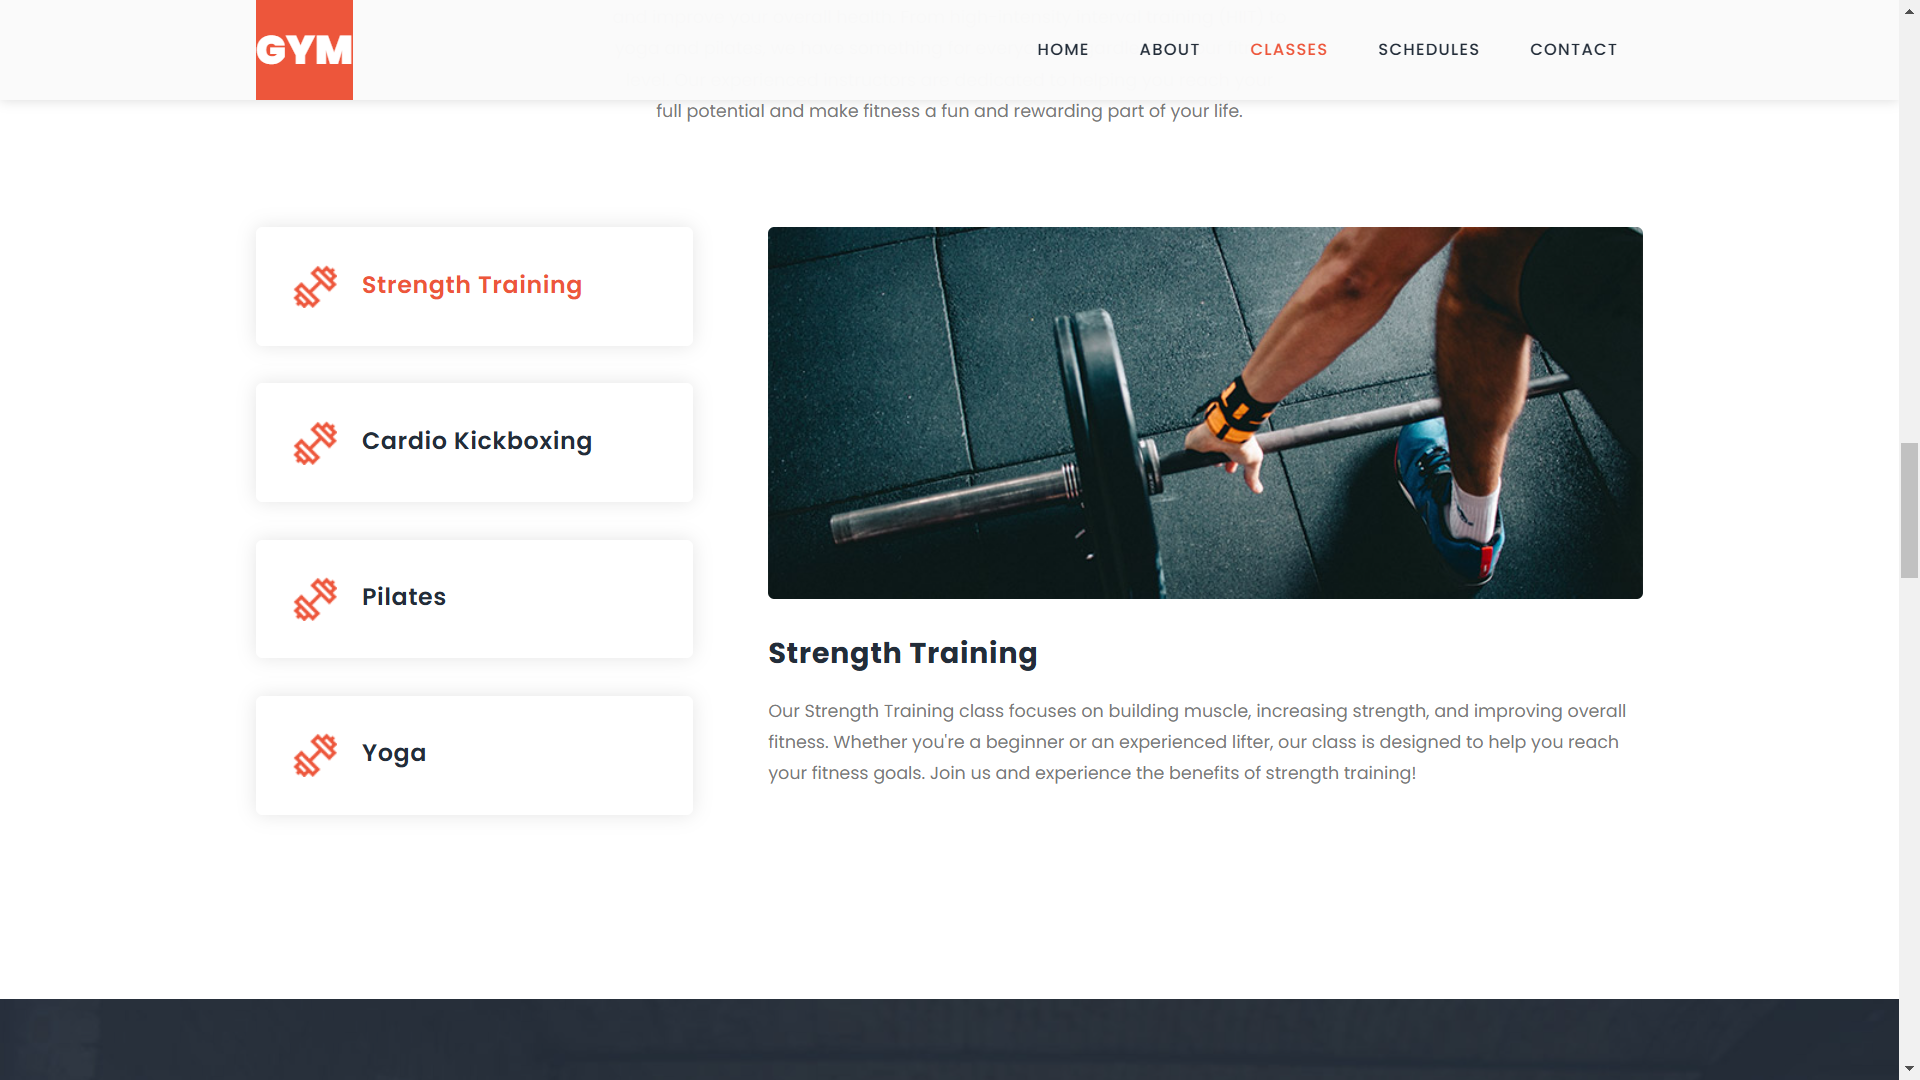 GYM
HOME
ABOUT
CLASSES
SCHEDULES
CONTACT
full potential and make fitness a fun and rewarding part of your life.
Strength Training
Cardio Kickboxing
Pilates
Yoga
Strength Training
Our Strength Training class focuses on building muscle, increasing strength, and improving overall
fitness. Whether you're a beginner or an experienced lifter, our class is designed to help you reach
your fitness goals. Join us and experience the benefits of strength training!